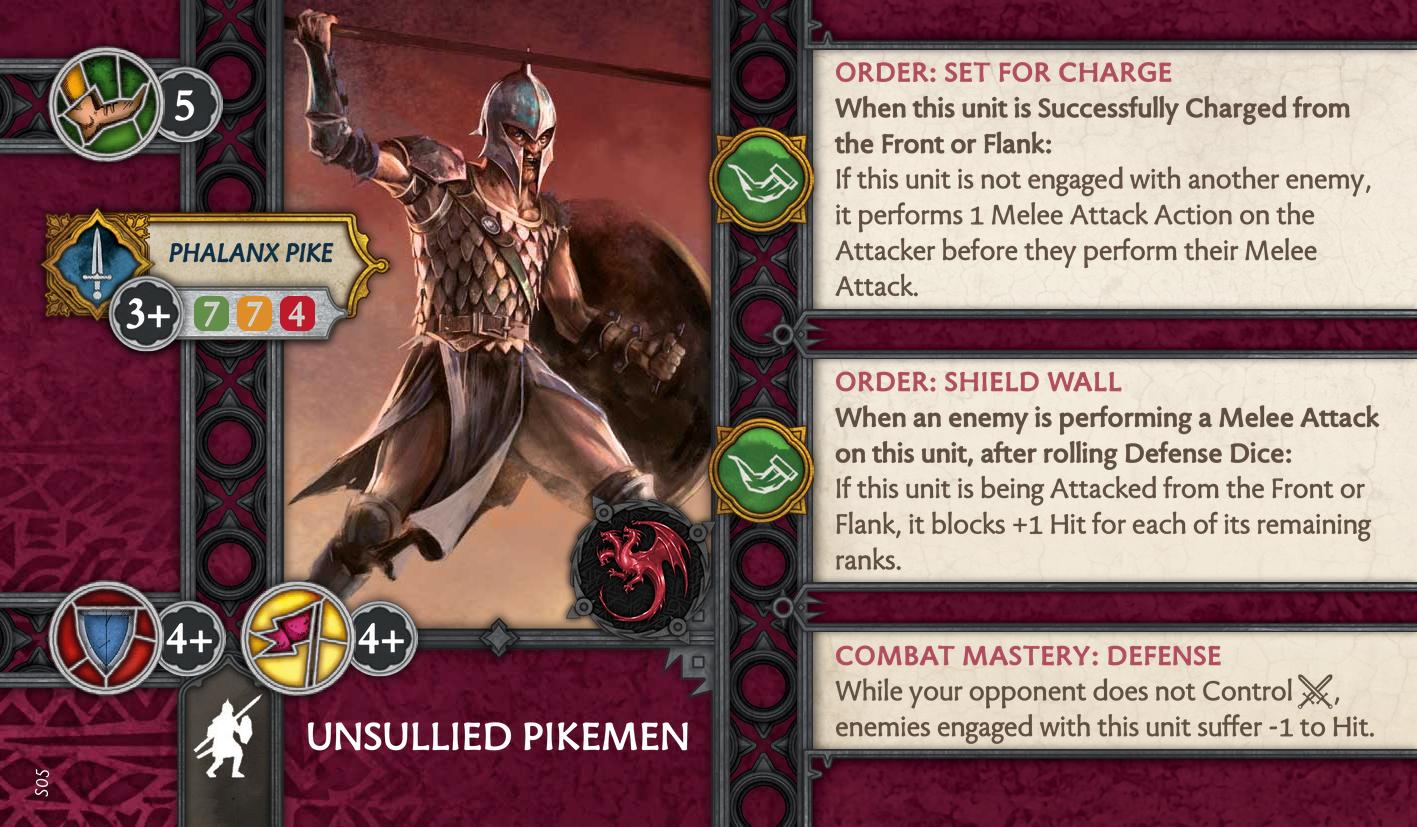 5
PHALANX PIKE
3+ 7 7 4
4+ 4+
UNSULLIED PIKEMEN
S05
ORDER: SET FOR CHARGE
When this unit is Successfully Charged from
the Front or Flank:
If this unit is not engaged with another enemy,
it performs 1 Melee Attack Action on the
Attacker before they perform their Melee
Attack.
ORDER: SHIELD WALL
When an enemy is performing a Melee Attack
on this unit, after rolling Defense Dice:
If this unit is being Attacked from the Front or
Flank, it blocks +1 Hit for each of its remaining
ranks.
COMBAT MASTERY: DEFENSE
While your opponent does not Control ,
enemies engaged with this unit suffer -1 to Hit.